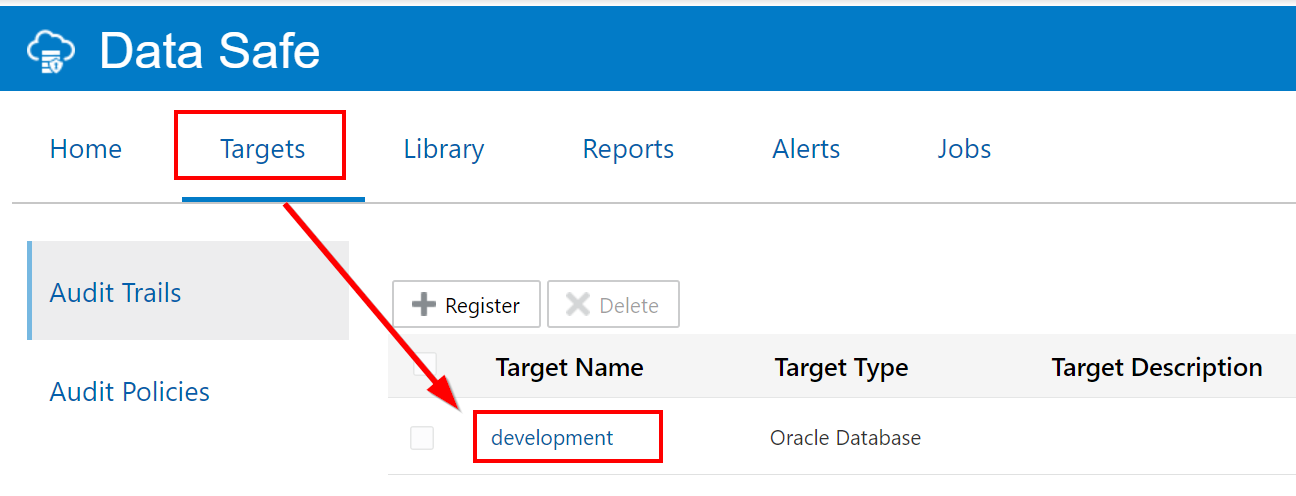 Data Safe
Home Targets Library Reports Alerts Jobs
Audit Trails
Register Delete
Target Name Target Type Target Description
Audit Policies
development Oracle Database